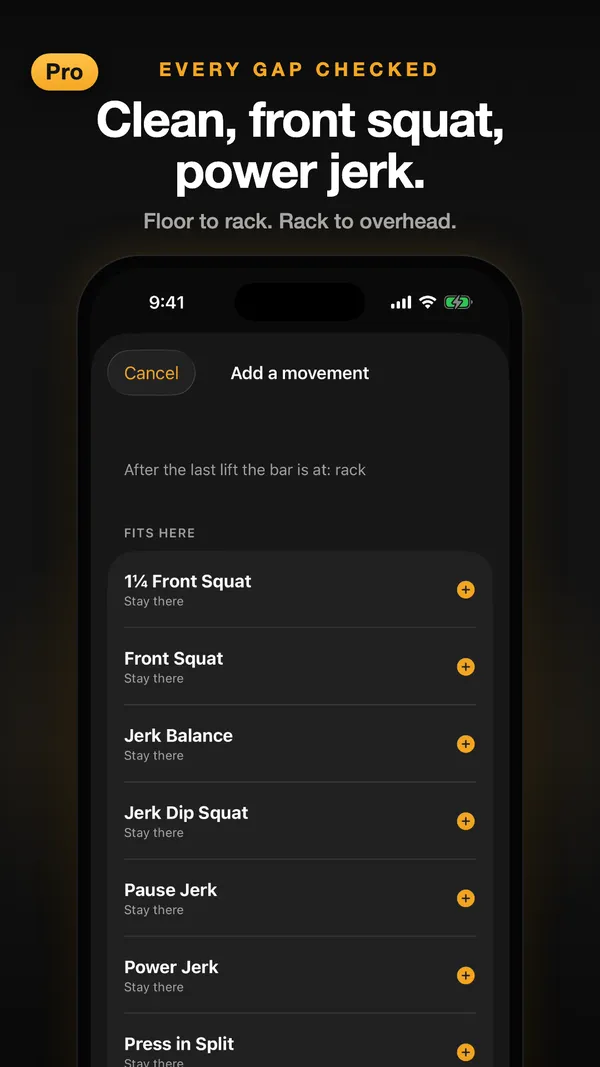 Pro
EVERY GAP CHECKED
Clean, front squat,
power jerk.
Floor to rack. Rack to overhead.
9:41
Cancel
Add a movement
After the last lift the bar is at: rack
FITS HERE
1¼ Front Squat
Stay there
Front Squat
Stay there
Jerk Balance
Stay there
Jerk Dip Squat
Stay there
Pause Jerk
Stay there
Power Jerk
Stay there
Press in Split
Stay there